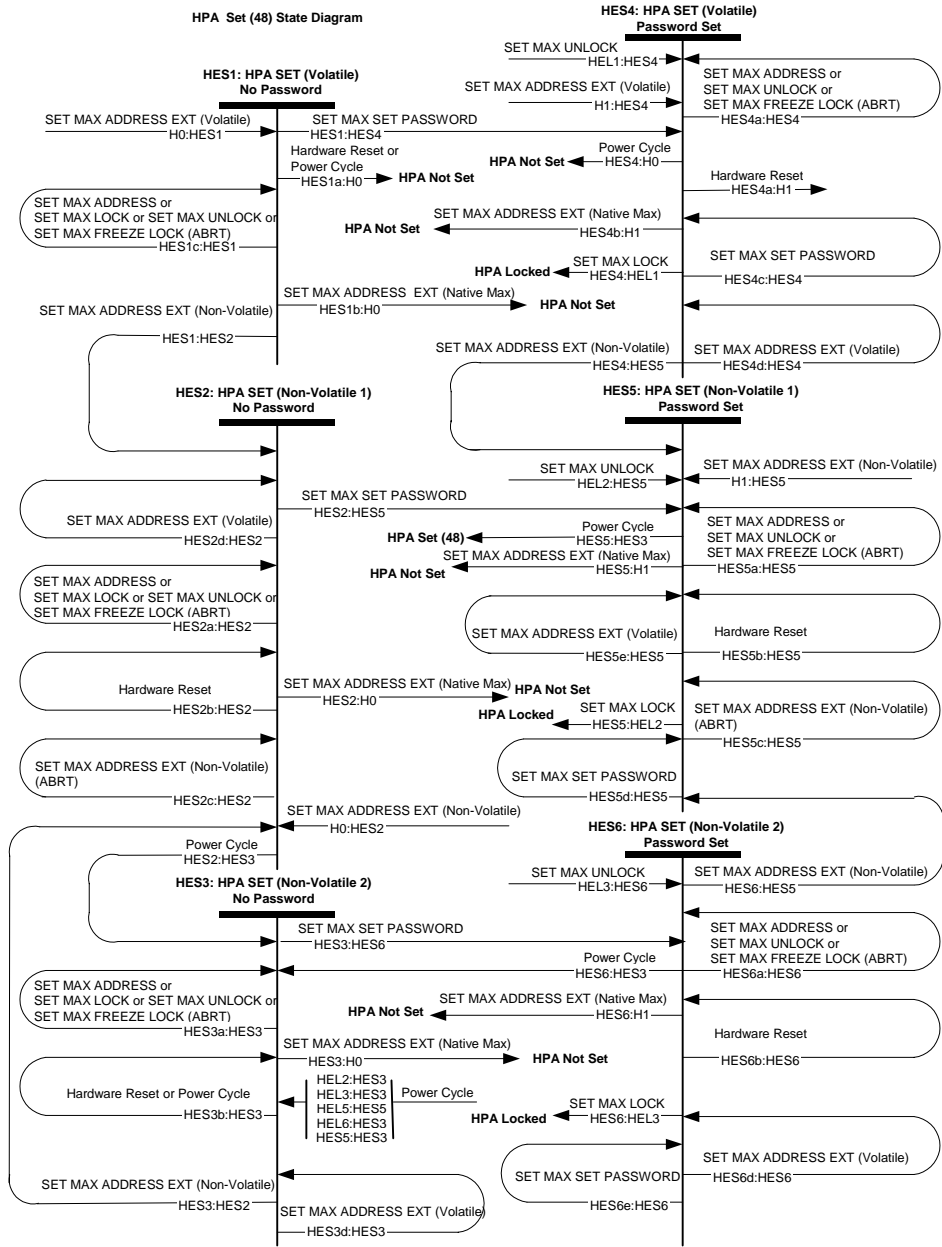 HPA Set (48) State Diagram
HES1: HPA SET (Volatile)
No Password
SET MAX ADDRESS EXT (Volatile)
H0:HES1
SET MAX SET PASSWORD
HES1:HES4
Hardware Reset or
Power Cycle
HES1a:H0
HPA Not Set
SET MAX ADDRESS or
SET MAX LOCK or SET MAX UNLOCK or
SET MAX FREEZE LOCK (ABRT)
HES1c:HES1
SET MAX ADDRESS EXT (Native Max)
HES1b:H0
HPA Not Set
SET MAX ADDRESS EXT (Non-Volatile)
HES1:HES2
HES4: HPA SET (Volatile)
Password Set
SET MAX UNLOCK
HEL1:HES4
SET MAX ADDRESS EXT (Volatile)
H1:HES4
SET MAX ADDRESS or
SET MAX UNLOCK or
SET MAX FREEZE LOCK (ABRT)
HES4a:HES4
Power Cycle
HPA Not Set
HES4:H0
Hardware Reset
HES4a:H1
SET MAX ADDRESS EXT (Native Max)
HPA Not Set
HES4b:H1
SET MAX LOCK
HPA Locked
HES4:HEL1
SET MAX SET PASSWORD
HES4c:HES4
SET MAX ADDRESS EXT (Non-Volatile)
HES4:HES5
SET MAX ADDRESS EXT (Volatile)
HES4d:HES4
HES2: HPA SET (Non-Volatile 1)
No Password
SET MAX SET PASSWORD
HES2:HES5
SET MAX ADDRESS EXT (Volatile)
HES2d:HES2
SET MAX ADDRESS or
SET MAX LOCK or SET MAX UNLOCK or
SET MAX FREEZE LOCK (ABRT)
HES2a:HES2
Hardware Reset
HES2b:HES2
SET MAX ADDRESS EXT (Native Max)
HES2:H0
HPA Not Set
SET MAX ADDRESS EXT (Non-Volatile)
(ABRT)
HES2c:HES2
SET MAX ADDRESS EXT (Non-Volatile)
H0:HES2
Power Cycle
HES2:HES3
HES5: HPA SET (Non-Volatile 1)
Password Set
SET MAX UNLOCK
HEL2:HES5
SET MAX ADDRESS EXT (Non-Volatile)
H1:HES5
Power Cycle
HPA Set (48)
HES5:HES3
SET MAX ADDRESS or
SET MAX UNLOCK or
SET MAX FREEZE LOCK (ABRT)
HES5a:HES5
SET MAX ADDRESS EXT (Native Max)
HPA Not Set
HES5:H1
SET MAX ADDRESS EXT (Volatile)
HES5e:HES5
Hardware Reset
HES5b:HES5
SET MAX LOCK
HPA Locked
HES5:HEL2
SET MAX ADDRESS EXT (Non-Volatile)
(ABRT)
HES5c:HES5
SET MAX SET PASSWORD
HES5d:HES5
HES3: HPA SET (Non-Volatile 2)
No Password
SET MAX SET PASSWORD
HES3:HES6
SET MAX ADDRESS or
SET MAX LOCK or SET MAX UNLOCK or
SET MAX FREEZE LOCK (ABRT)
HES3a:HES3
SET MAX ADDRESS EXT (Native Max)
HES3:H0
HPA Not Set
Hardware Reset or Power Cycle
HES3b:HES3
HEL2:HES3
HEL3:HES3
HEL5:HES5
HEL6:HES3
HES5:HES3
Power Cycle
SET MAX ADDRESS EXT (Non-Volatile)
HES3:HES2
SET MAX ADDRESS EXT (Volatile)
HES3d:HES3
HES6: HPA SET (Non-Volatile 2)
Password Set
SET MAX UNLOCK
HEL3:HES6
SET MAX ADDRESS EXT (Non-Volatile)
HES6:HES5
SET MAX ADDRESS or
SET MAX UNLOCK or
SET MAX FREEZE LOCK (ABRT)
HES6a:HES6
Power Cycle
HES6:HES3
SET MAX ADDRESS EXT (Native Max)
HPA Not Set
HES6:H1
Hardware Reset
HES6b:HES6
SET MAX LOCK
HPA Locked
HES6:HEL3
SET MAX ADDRESS EXT (Volatile)
HES6d:HES6
SET MAX SET PASSWORD
HES6e:HES6